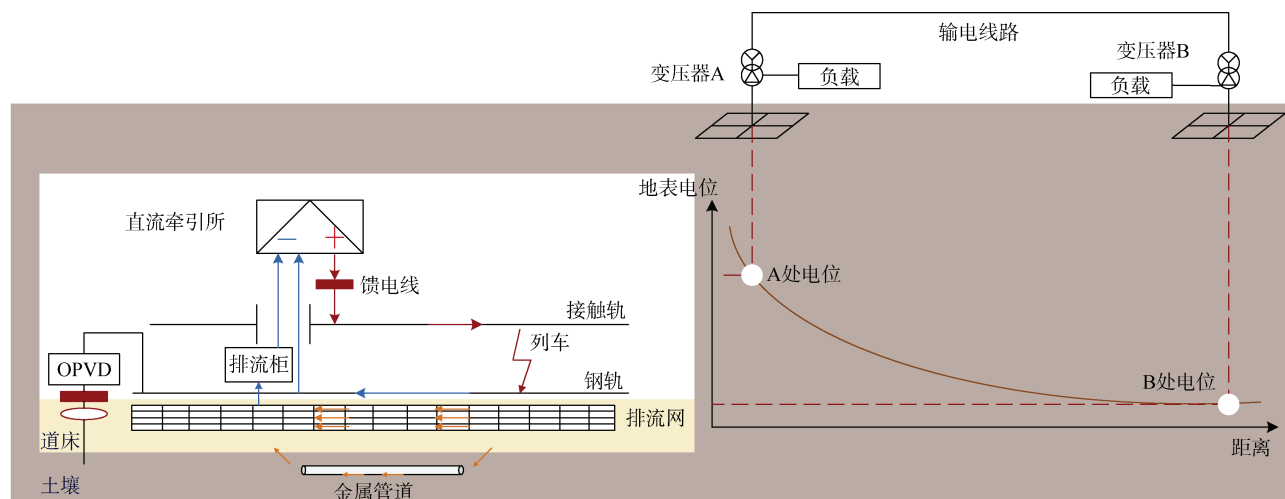 输电线路
变压器A
负载
变压器B
负载
地表电位
直流牵引所
馈电线
A处电位
接触轨
列车
OPVD
排流柜
钢轨
B处电位
排流网
道床
距离
土壤
金属管道